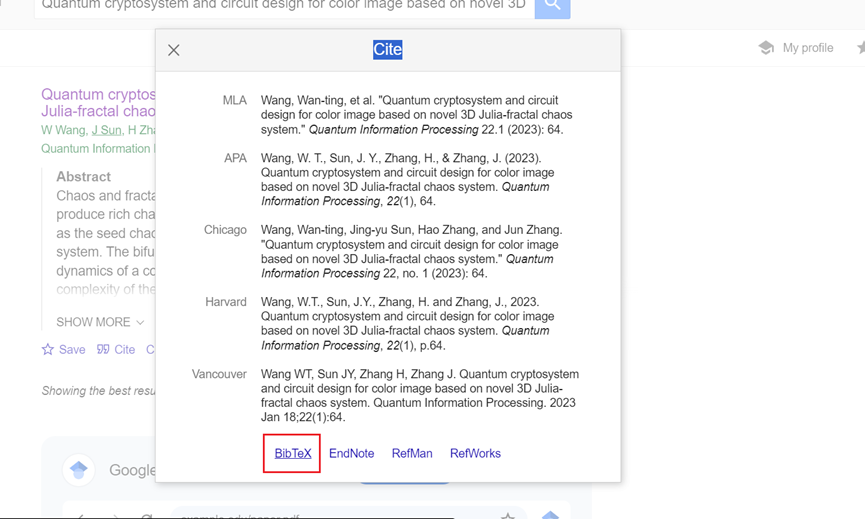 Quantum cryptosystem and circuit design for color image based on novel 3D
Cite
My profile
Quantum cryptos
Julia-fractal chao
W Wang, J Sun, H Zha
Quantum Information
Abstract
Chaos and fracta
produce rich cha
as the seed chao
system. The bifu
dynamics of a co
complexity of the
SHOW MORE
Save
Cite
C
Showing the best resu
MLA
Wang, Wan-ting, et al. "Quantum cryptosystem and circuit
design for color image based on novel 3D Julia-fractal chaos
system." Quantum Information Processing 22.1 (2023): 64.
APA
Wang, W. T., Sun, J. Y., Zhang, H., & Zhang, J. (2023).
Quantum cryptosystem and circuit design for color image
based on novel 3D Julia-fractal chaos system. Quantum
Information Processing, 22(1), 64.
Chicago
Wang, Wan-ting, Jing-yu Sun, Hao Zhang, and Jun Zhang.
"Quantum cryptosystem and circuit design for color image
based on novel 3D Julia-fractal chaos system." Quantum
Information Processing 22, no. 1 (2023): 64.
Harvard
Wang, W.T., Sun, J.Y., Zhang, H. and Zhang, J., 2023.
Quantum cryptosystem and circuit design for color image
based on novel 3D Julia-fractal chaos system. Quantum
Information Processing, 22(1), p.64.
Vancouver
Wang WT, Sun JY, Zhang H, Zhang J. Quantum cryptosystem
and circuit design for color image based on novel 3D Julia-
fractal chaos system. Quantum Information Processing. 2023
Jan 18;22(1):64.
BibTeX EndNote RefMan RefWorks
Google